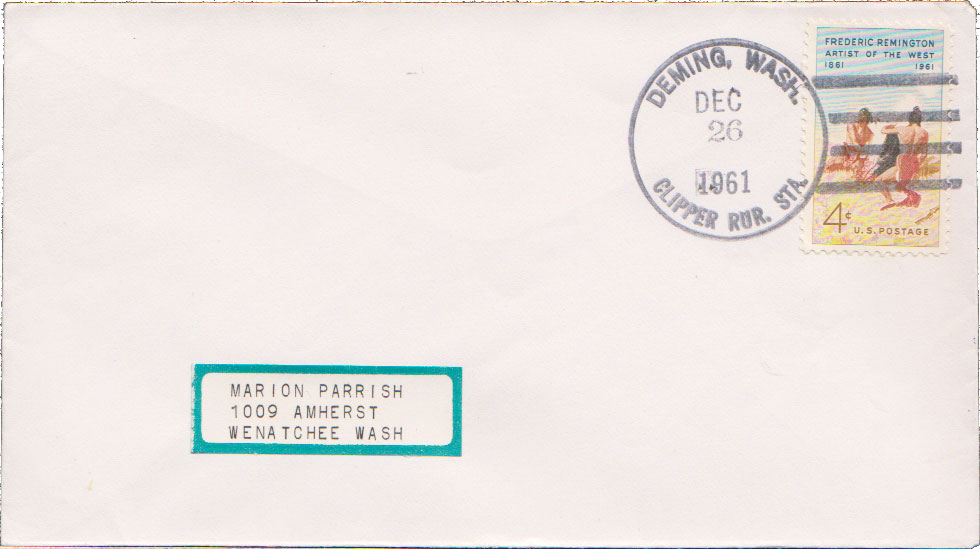 DEMING, WASH.
DEC
26
1961
CLIPPER RUR. STA.
FREDERIC REMINGTON
ARTIST OF THE WEST
1861 1961
4¢ U.S. POSTAGE
MARION PARRISH
1009 AMHERST
WENATCHEE WASH